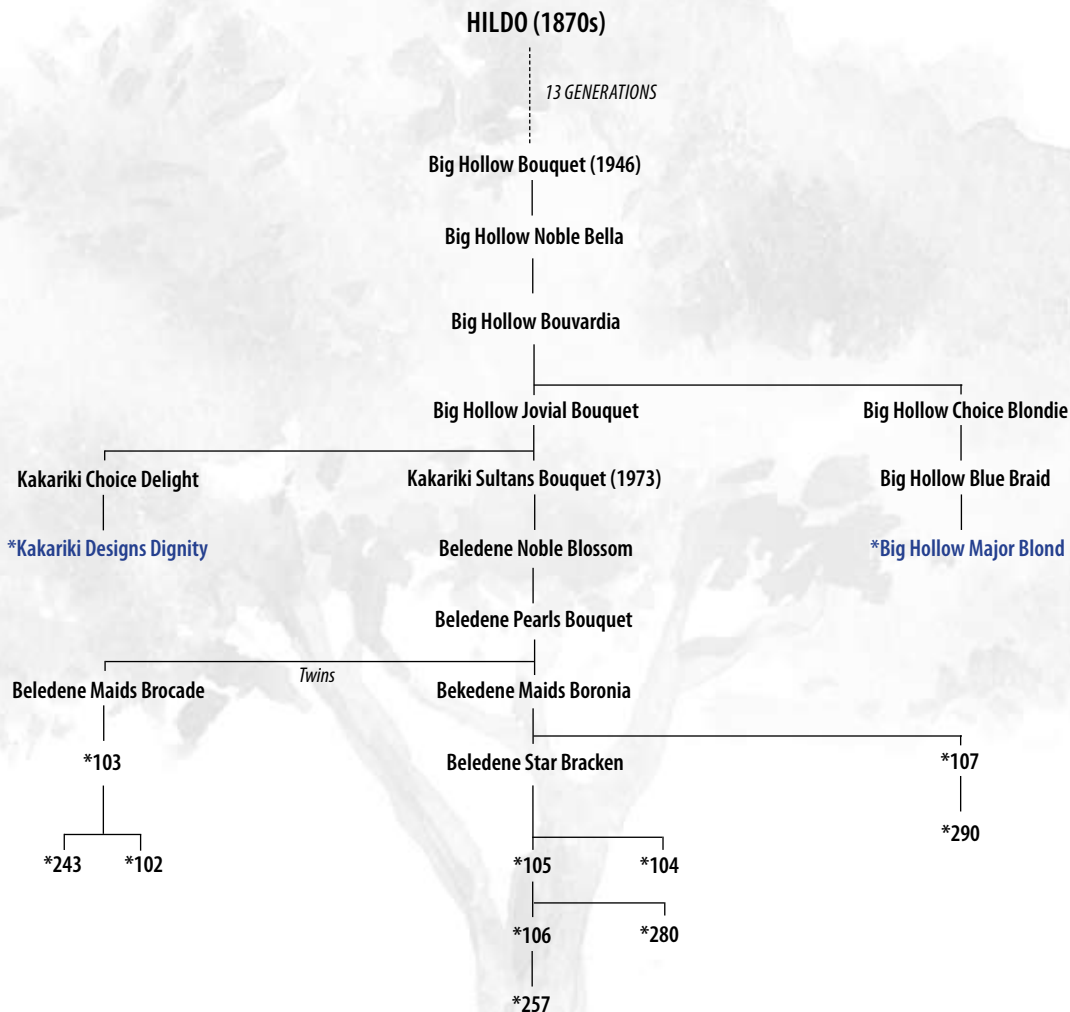 HILDO (1870s)
13 GENERATIONS
Big Hollow Bouquet (1946)
Big Hollow Noble Bella
Big Hollow Bouvardia
Big Hollow Jovial Bouquet
Big Hollow Choice Blondie
Kakariki Choice Delight
Kakariki Sultans Bouquet (1973)
Big Hollow Blue Braid
*Kakariki Designs Dignity
Beledene Noble Blossom
*Big Hollow Major Blond
Beledene Pearls Bouquet
Twins
Beledene Maids Brocade
Bekedene Maids Boronia
*103
Beledene Star Bracken
*107
*290
*243
*102
*105
*104
*106
*280
*257